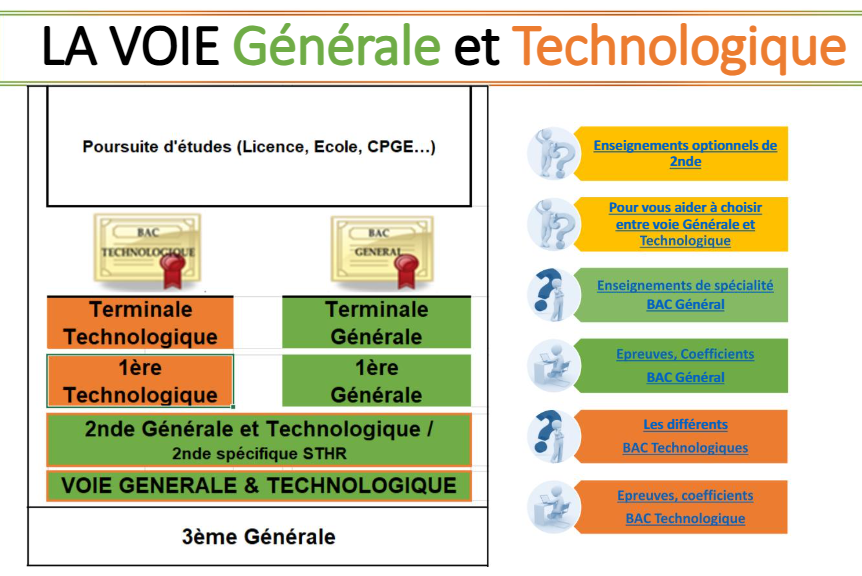 LA VOIE Générale et Technologique
Poursuite d'études (Licence, Ecole, CPGE...)
BAC
TECHNOLOGIQUE
BAC
GENERAL
Terminale
Technologique
Terminale
Générale
1ère
Technologique
1ère
Générale
2nde Générale et Technologique /
2nde spécifique STHR
VOIE GENERALE & TECHNOLOGIQUE
3ème Générale
Enseignements optionnels de
2nde
Pour vous aider à choisir
entre voie Générale et
Technologique
Enseignements de spécialité
BAC Général
Epreuves, Coefficients
BAC Général
Les différents
BAC Technologiques
Epreuves, coefficients
BAC Technologique